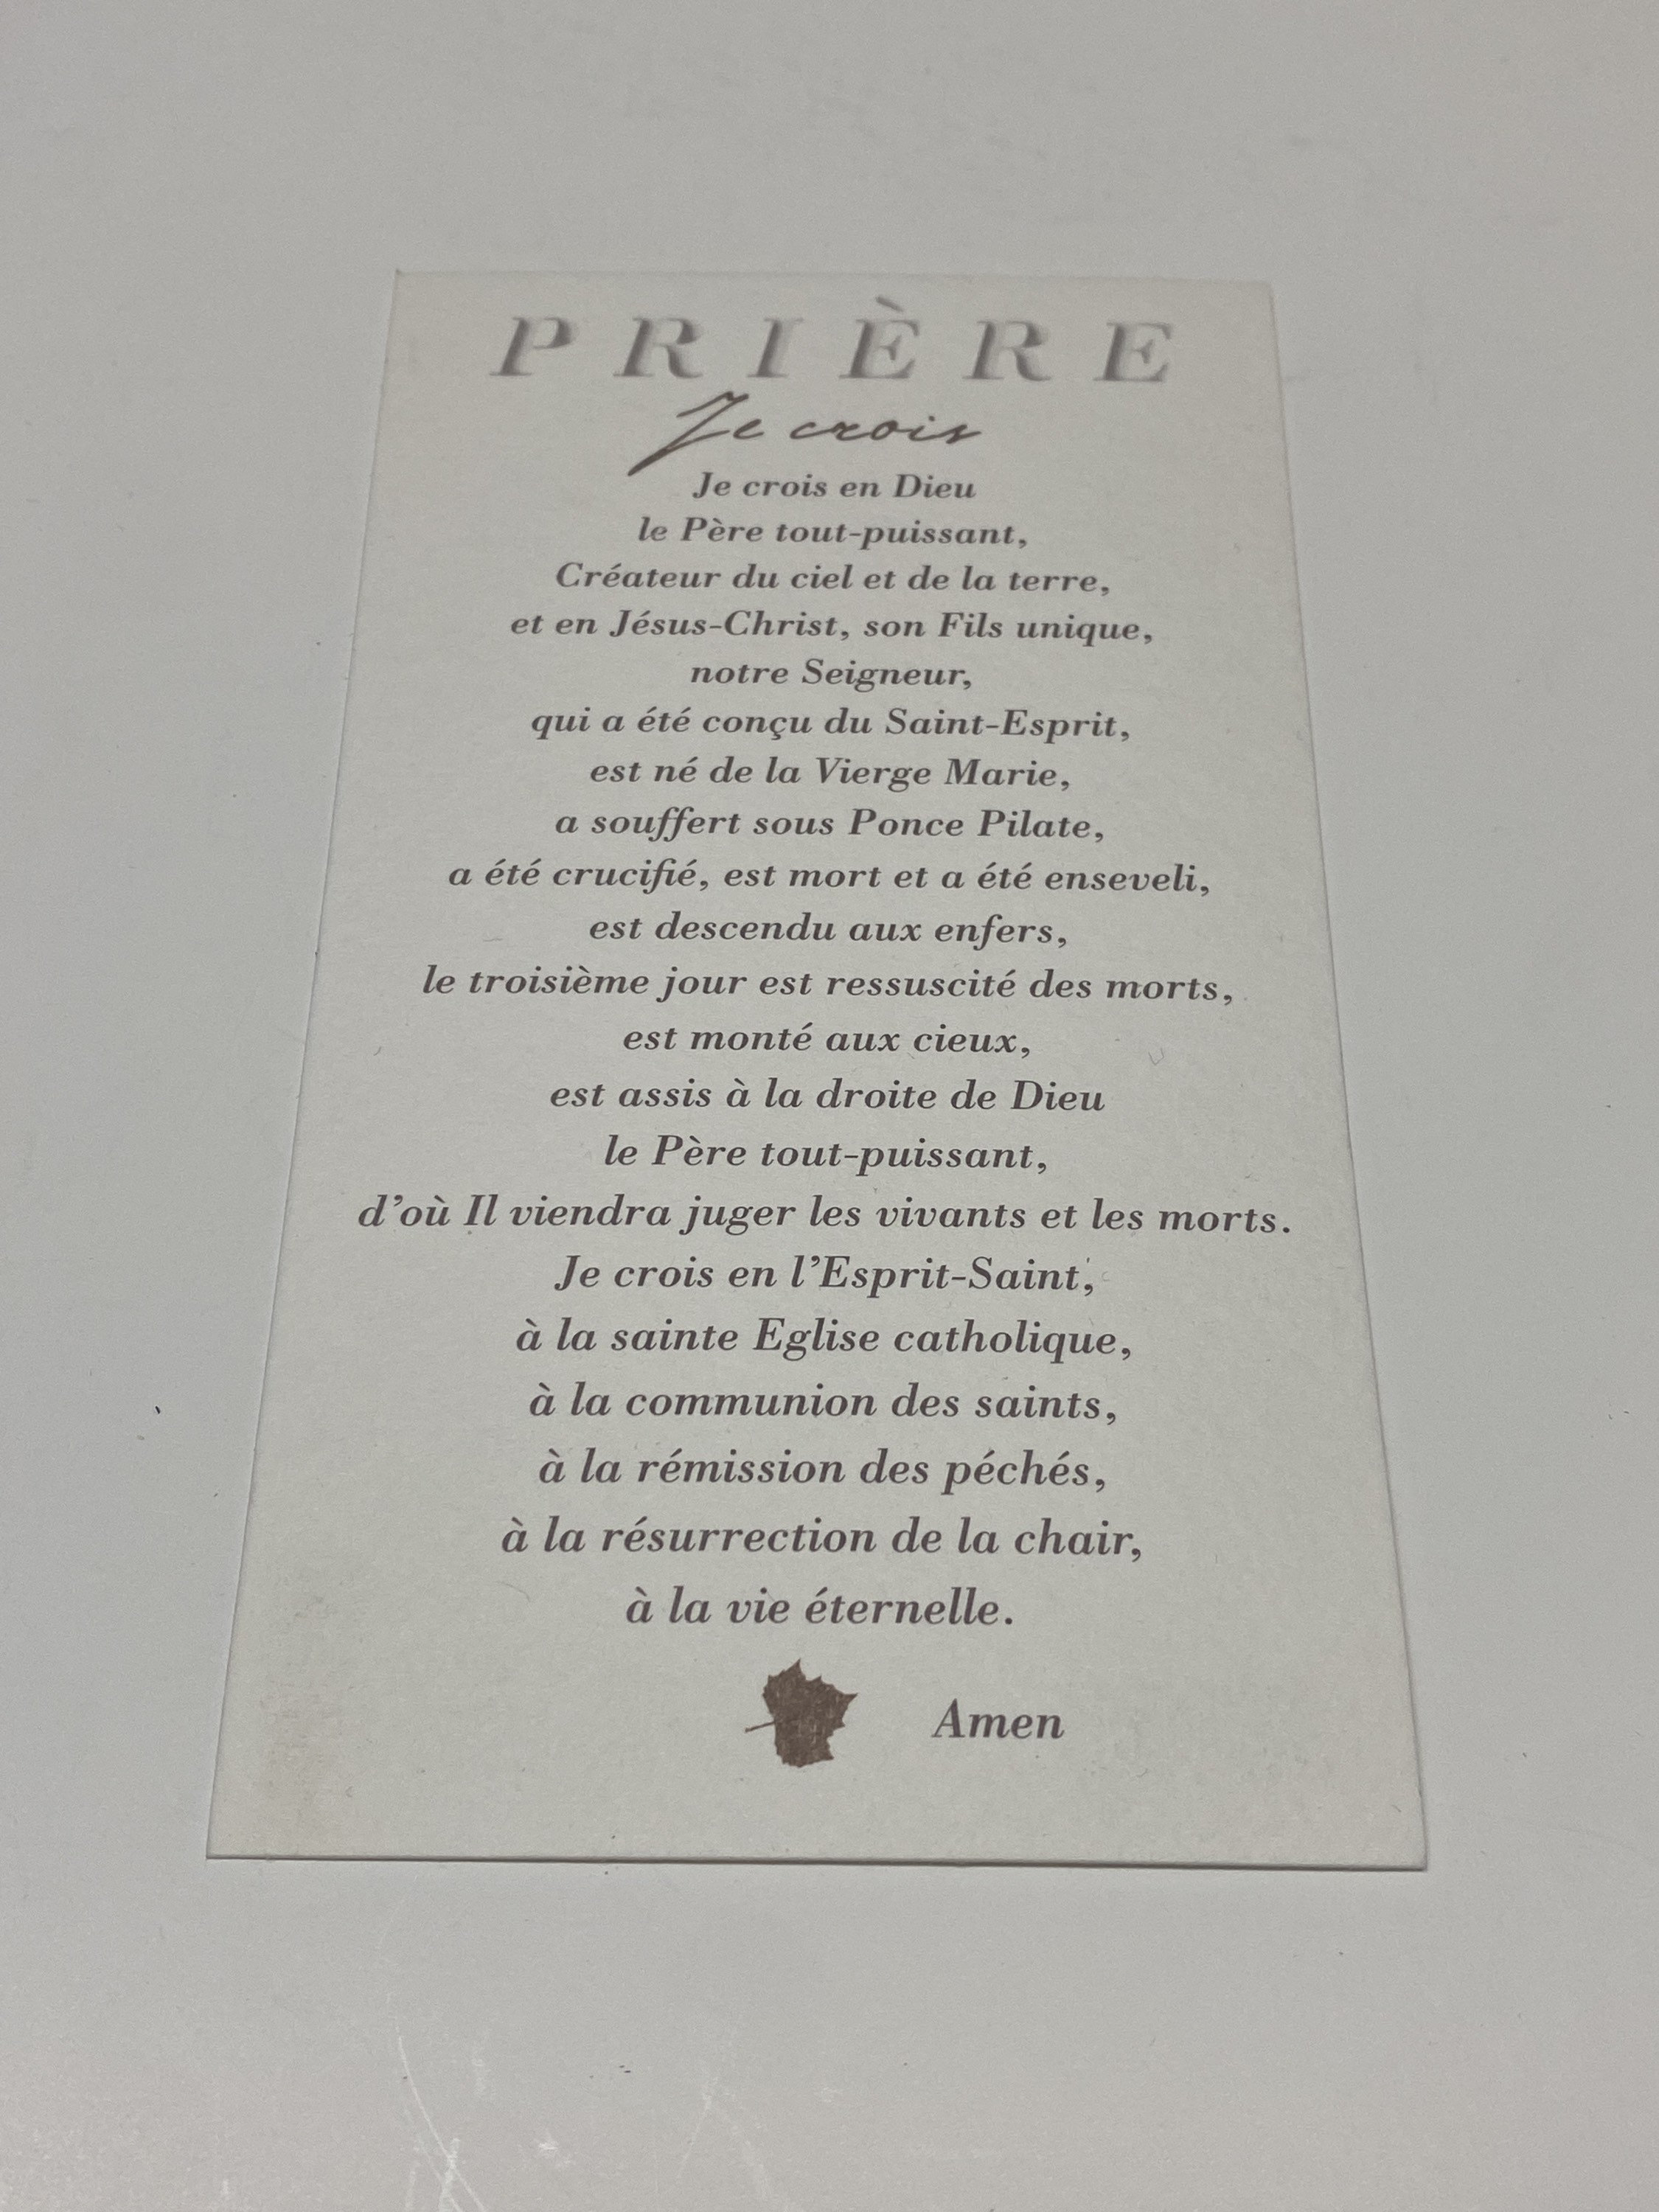 PRIÈRE
Je crois
Je crois en Dieu
le Père tout-puissant,
Créateur du ciel et de la terre,
et en Jésus-Christ, son Fils unique,
notre Seigneur,
qui a été conçu du Saint-Esprit,
est né de la Vierge Marie,
a souffert sous Ponce Pilate,
a été crucifié, est mort et a été enseveli,
est descendu aux enfers,
le troisième jour est ressuscité des morts,
est monté aux cieux,
est assis à la droite de Dieu
le Père tout-puissant,
d’où Il viendra juger les vivants et les morts.
Je crois en l’Esprit-Saint,
à la sainte Eglise catholique,
à la communion des saints,
à la rémission des péchés,
à la résurrection de la chair,
à la vie éternelle.
Amen